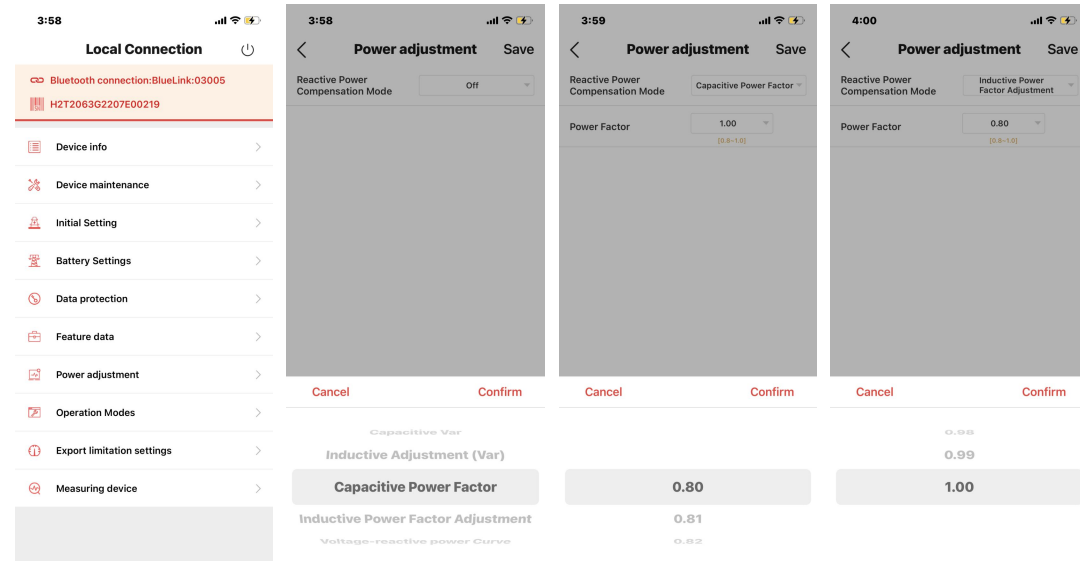 3:58
Local Connection
Bluetooth connection:BlueLink:03005
H2T2063G2207E00219
Device info
Device maintenance
Initial Setting
Battery Settings
Data protection
Feature data
Power adjustment
Operation Modes
Export limitation settings
Measuring device
3:58
Power adjustment Save
Reactive Power
Compensation Mode
Off
Cancel Confirm
Capacitive Var
Inductive Adjustment (Var)
Capacitive Power Factor
Inductive Power Factor Adjustment
Voltage-reactive power Curve
3:59
Power adjustment Save
Reactive Power
Compensation Mode
Capacitive Power Factor
Power Factor
1.00
[0.8~1.0]
Cancel Confirm
0.80
0.81
0.82
4:00
Power adjustment Save
Reactive Power
Compensation Mode
Inductive Power
Factor Adjustment
Power Factor
0.80
[0.8~1.0]
Cancel Confirm
0.98
0.99
1.00